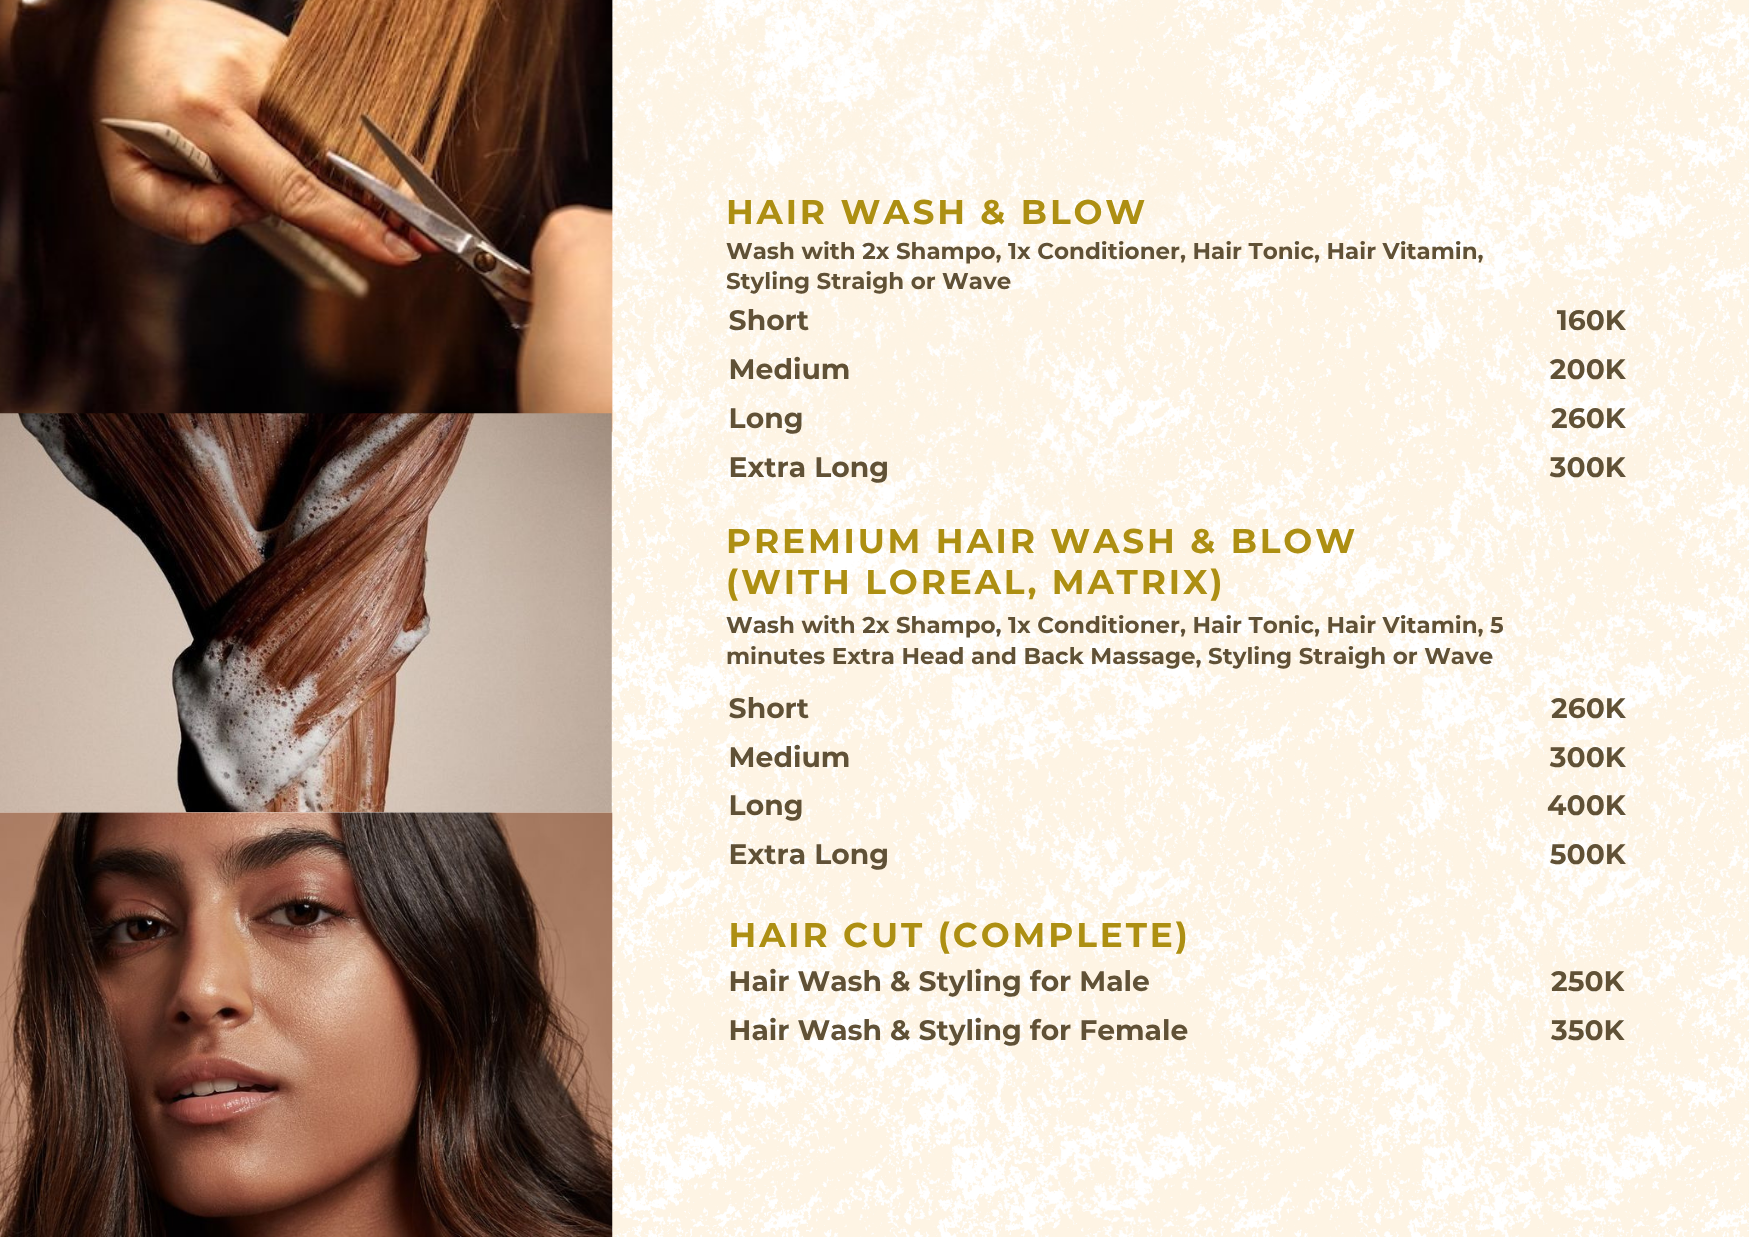 HAIR WASH & BLOW
Wash with 2x Shampo, 1x Conditioner, Hair Tonic, Hair Vitamin,
Styling Straigh or Wave
Short 160K
Medium 200K
Long 260K
Extra Long 300K
PREMIUM HAIR WASH & BLOW
(WITH LOREAL, MATRIX)
Wash with 2x Shampo, 1x Conditioner, Hair Tonic, Hair Vitamin, 5
minutes Extra Head and Back Massage, Styling Straigh or Wave
Short 260K
Medium 300K
Long 400K
Extra Long 500K
HAIR CUT (COMPLETE)
Hair Wash & Styling for Male 250K
Hair Wash & Styling for Female 350K